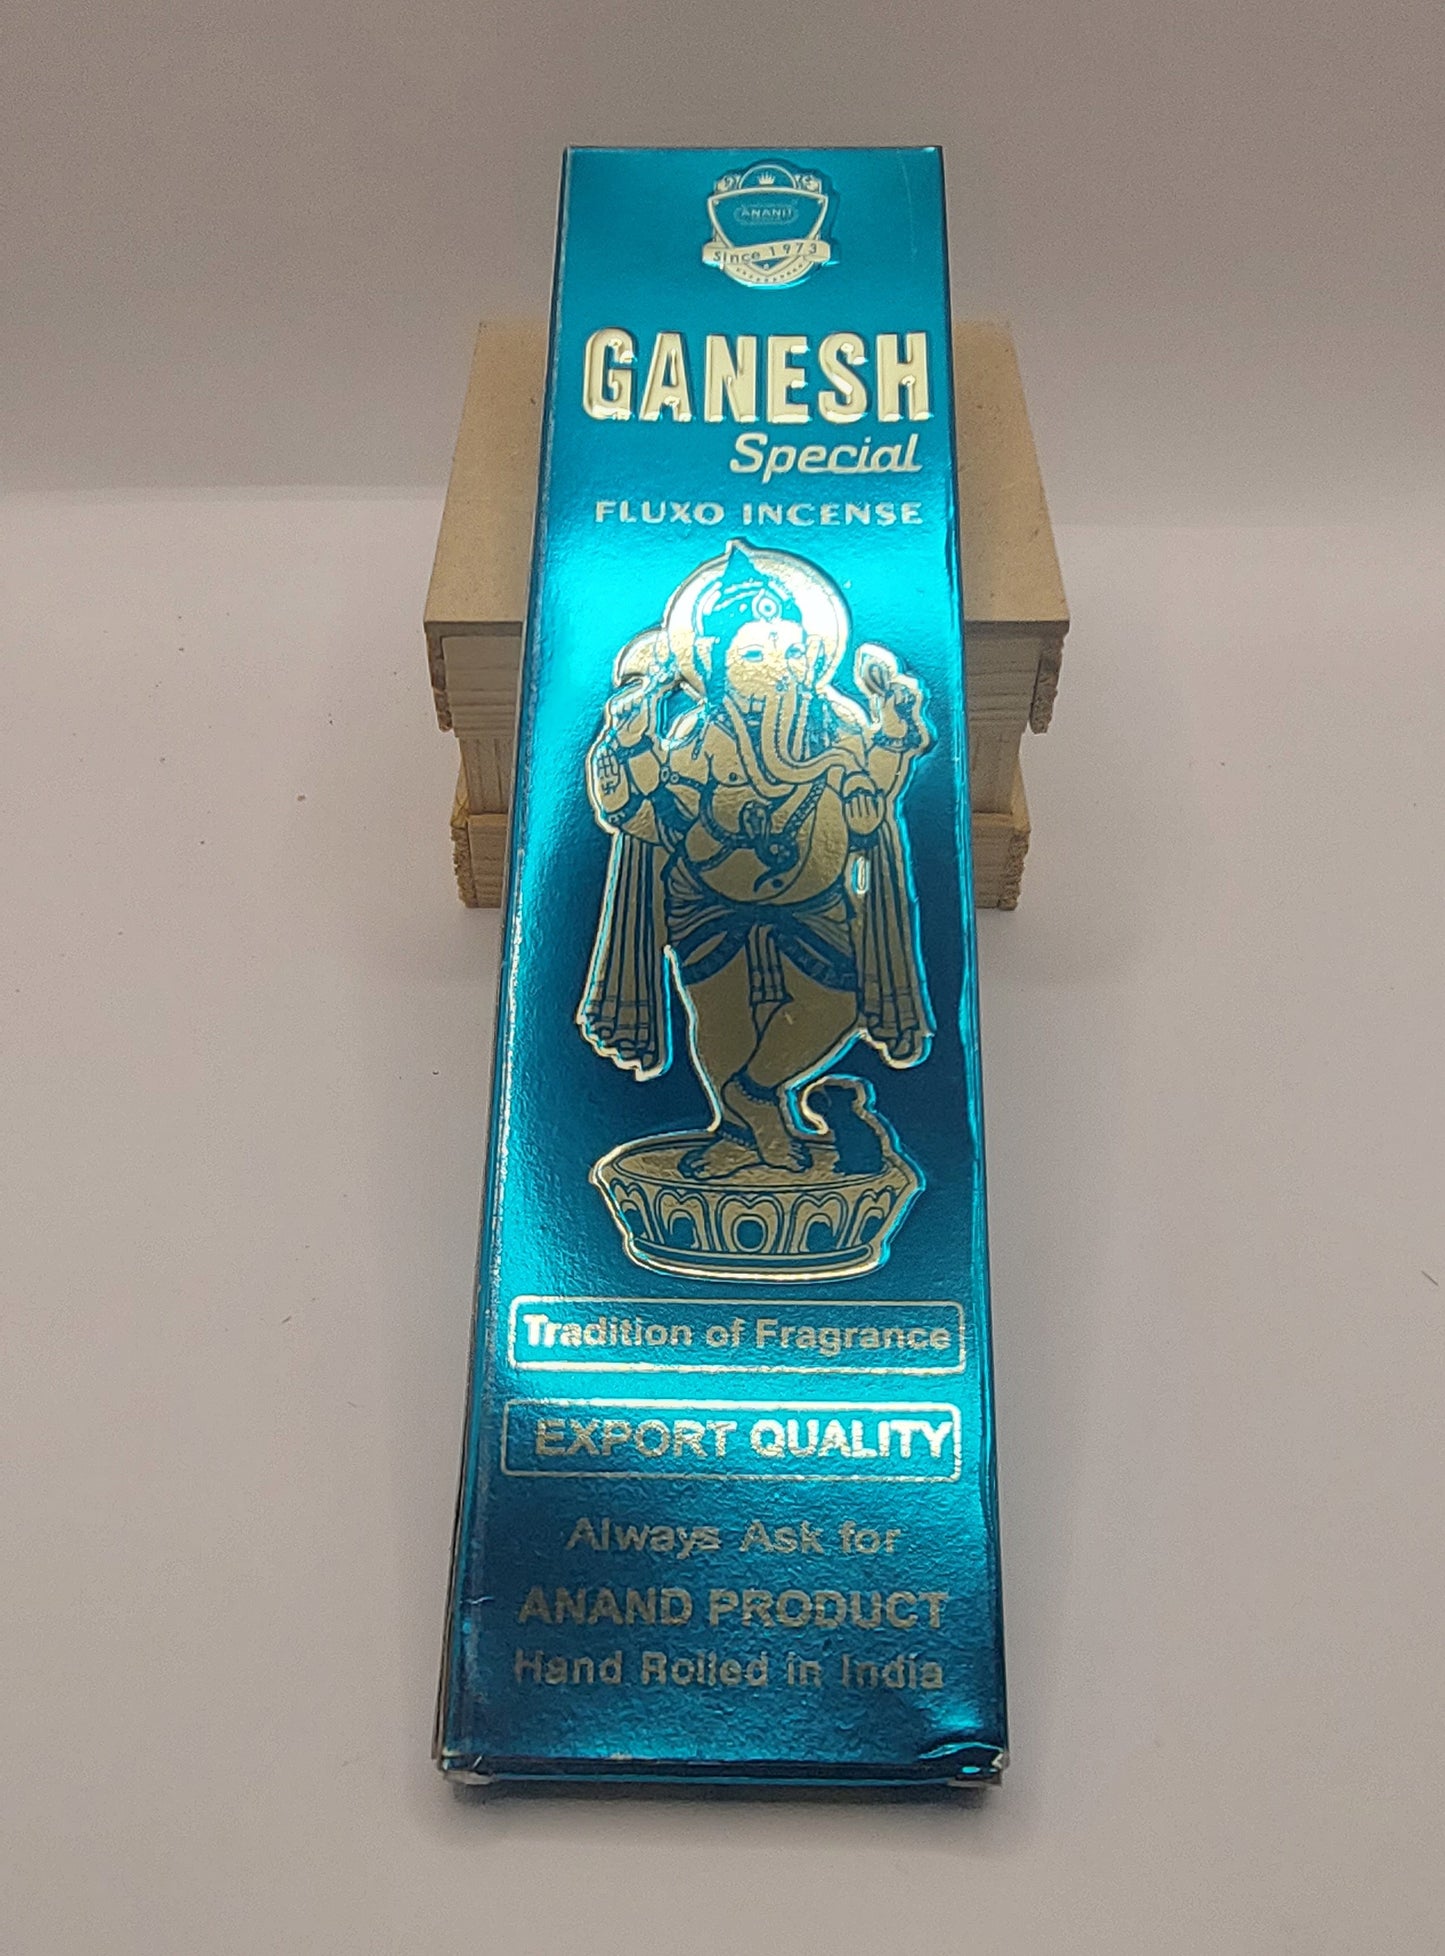 ANAND
Since 1973
GANESH
Special
FLUXO INCENSE
Tradition of Fragrance
EXPORT QUALITY
Always Ask for
ANAND PRODUCT
Hand Rolled in India